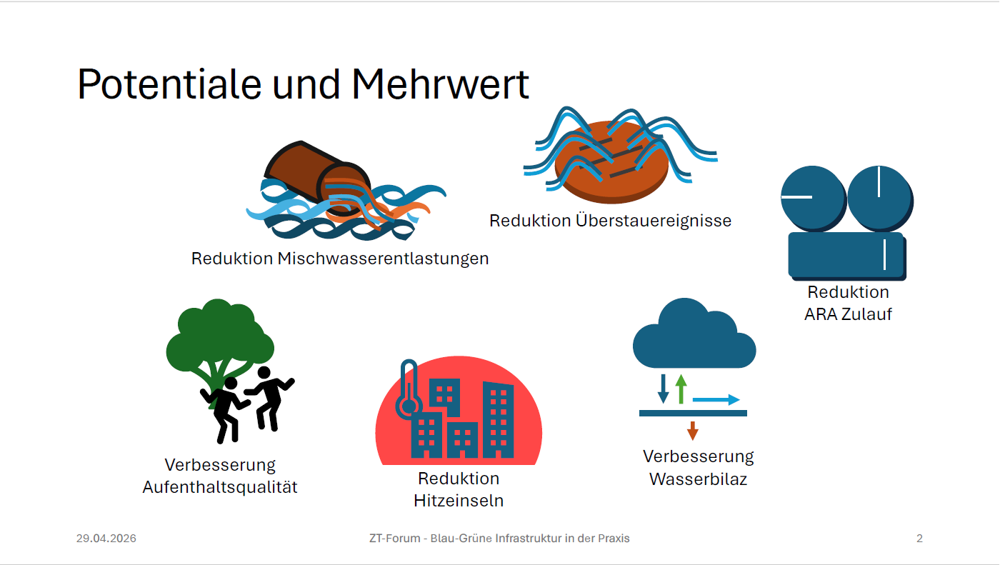 Potentiale und Mehrwert
Reduktion Mischwasserentlastungen
Reduktion Überstauereignisse
Reduktion
ARA Zulauf
Verbesserung
Aufenthaltsqualität
Reduktion
Hitzeinseln
Verbesserung
Wasserbilaz
29.04.2026
ZT-Forum - Blau-Grüne Infrastruktur in der Praxis
2